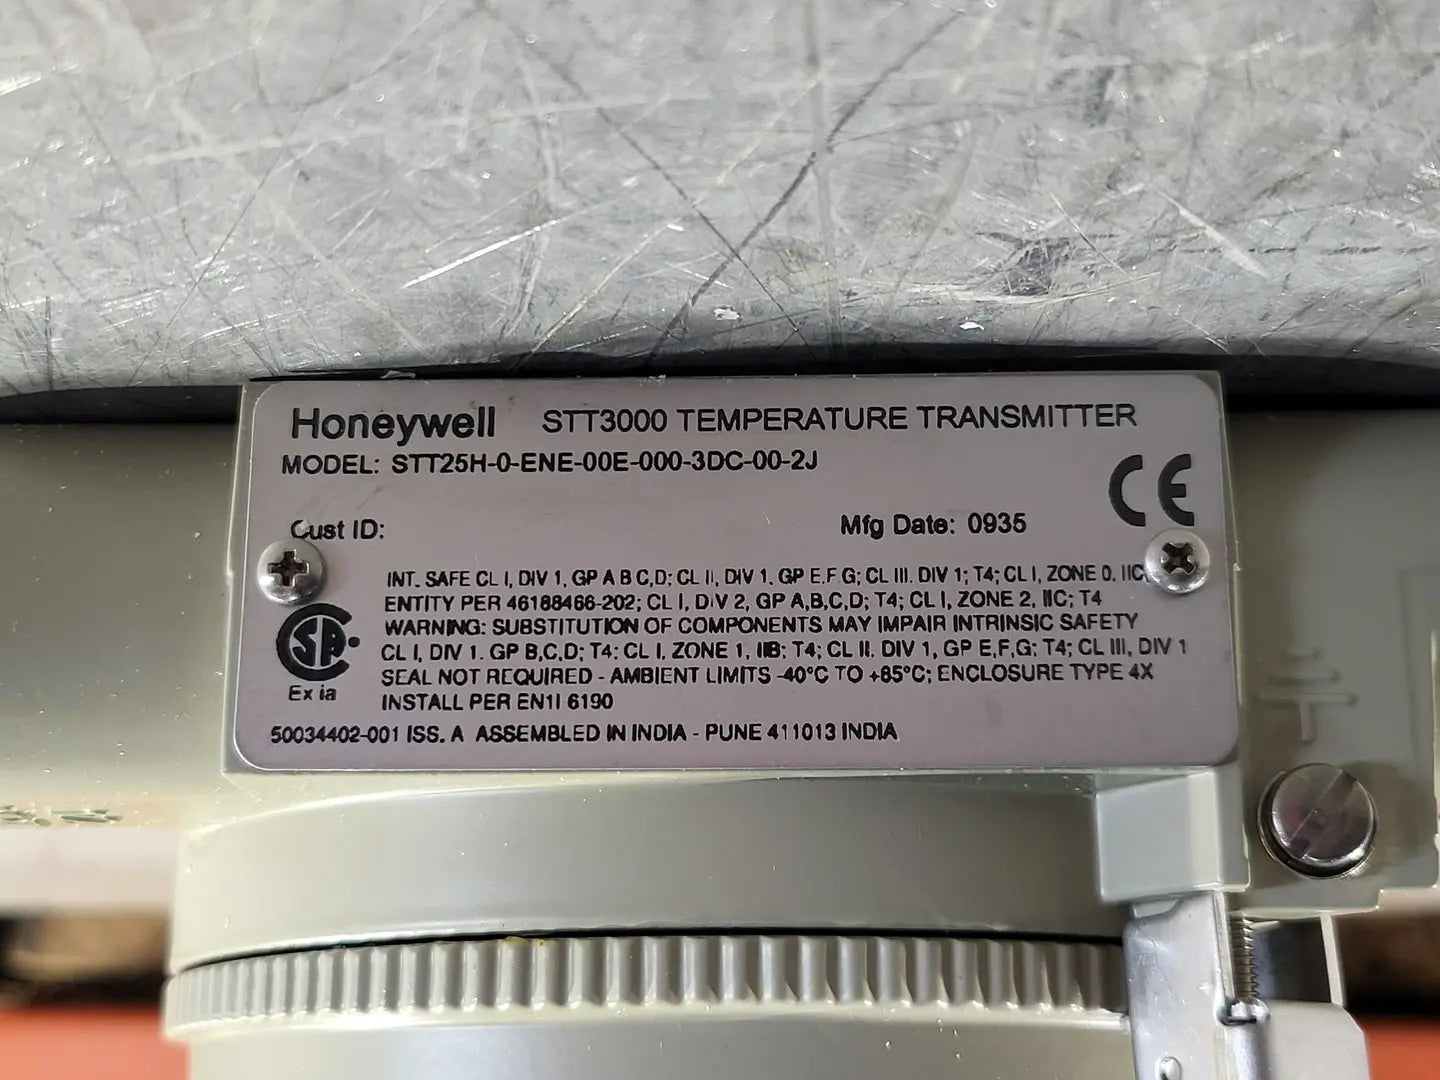 Honeywell STT3000 TEMPERATURE TRANSMITTER
MODEL: STT25H-0-ENE-00E-000-3DC-00-2J
CE
Cust ID: Mfg Date: 0935
INT. SAFE CL I, DIV 1, GP A B C,D; CL II, DIV 1, GP E,F G; CL III. DIV 1; T4; CL I, ZONE 0, IIC
ENTITY PER 46188466-202; CL I, DIV 2, GP A,B,C,D; T4; CL I, ZONE 2, IIC; T4
WARNING: SUBSTITUTION OF COMPONENTS MAY IMPAIR INTRINSIC SAFETY
CL I, DIV 1. GP B,C,D; T4; CL I, ZONE 1, IIB; T4; CL II. DIV 1, GP E,F,G; T4; CL III, DIV 1
SEAL NOT REQUIRED - AMBIENT LIMITS -40°C TO +85°C; ENCLOSURE TYPE 4X
INSTALL PER EN1I 6190
SA
Ex ia
50034402-001 ISS. A ASSEMBLED IN INDIA - PUNE 411013 INDIA